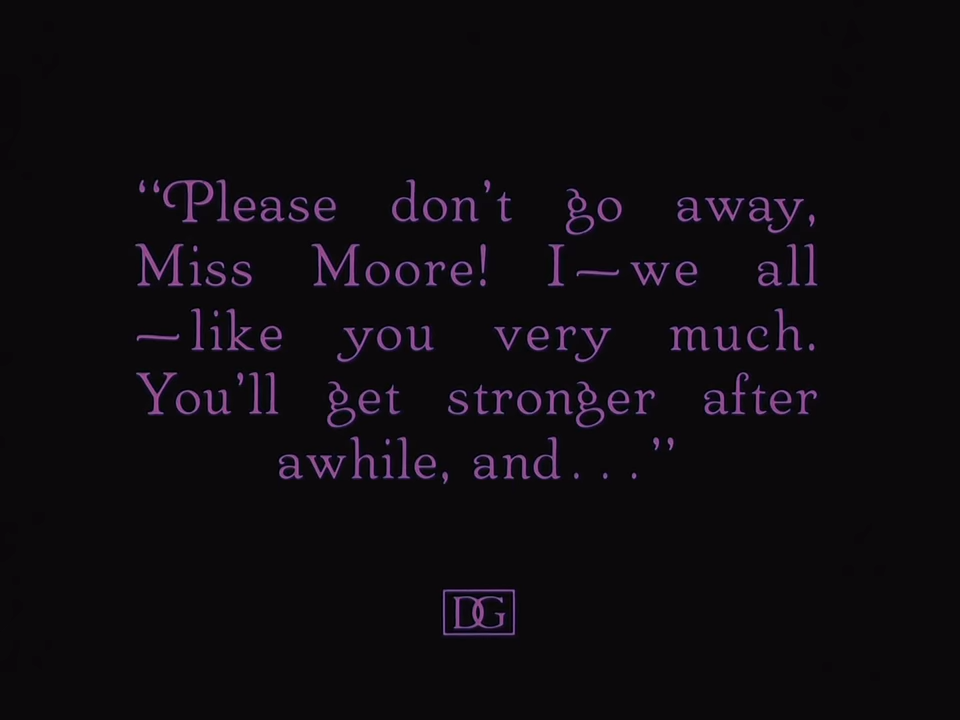 “Please don’t go away,
Miss Moore! I—we all
—like you very much.
You’ll get stronger after
awhile, and . . .”
DG